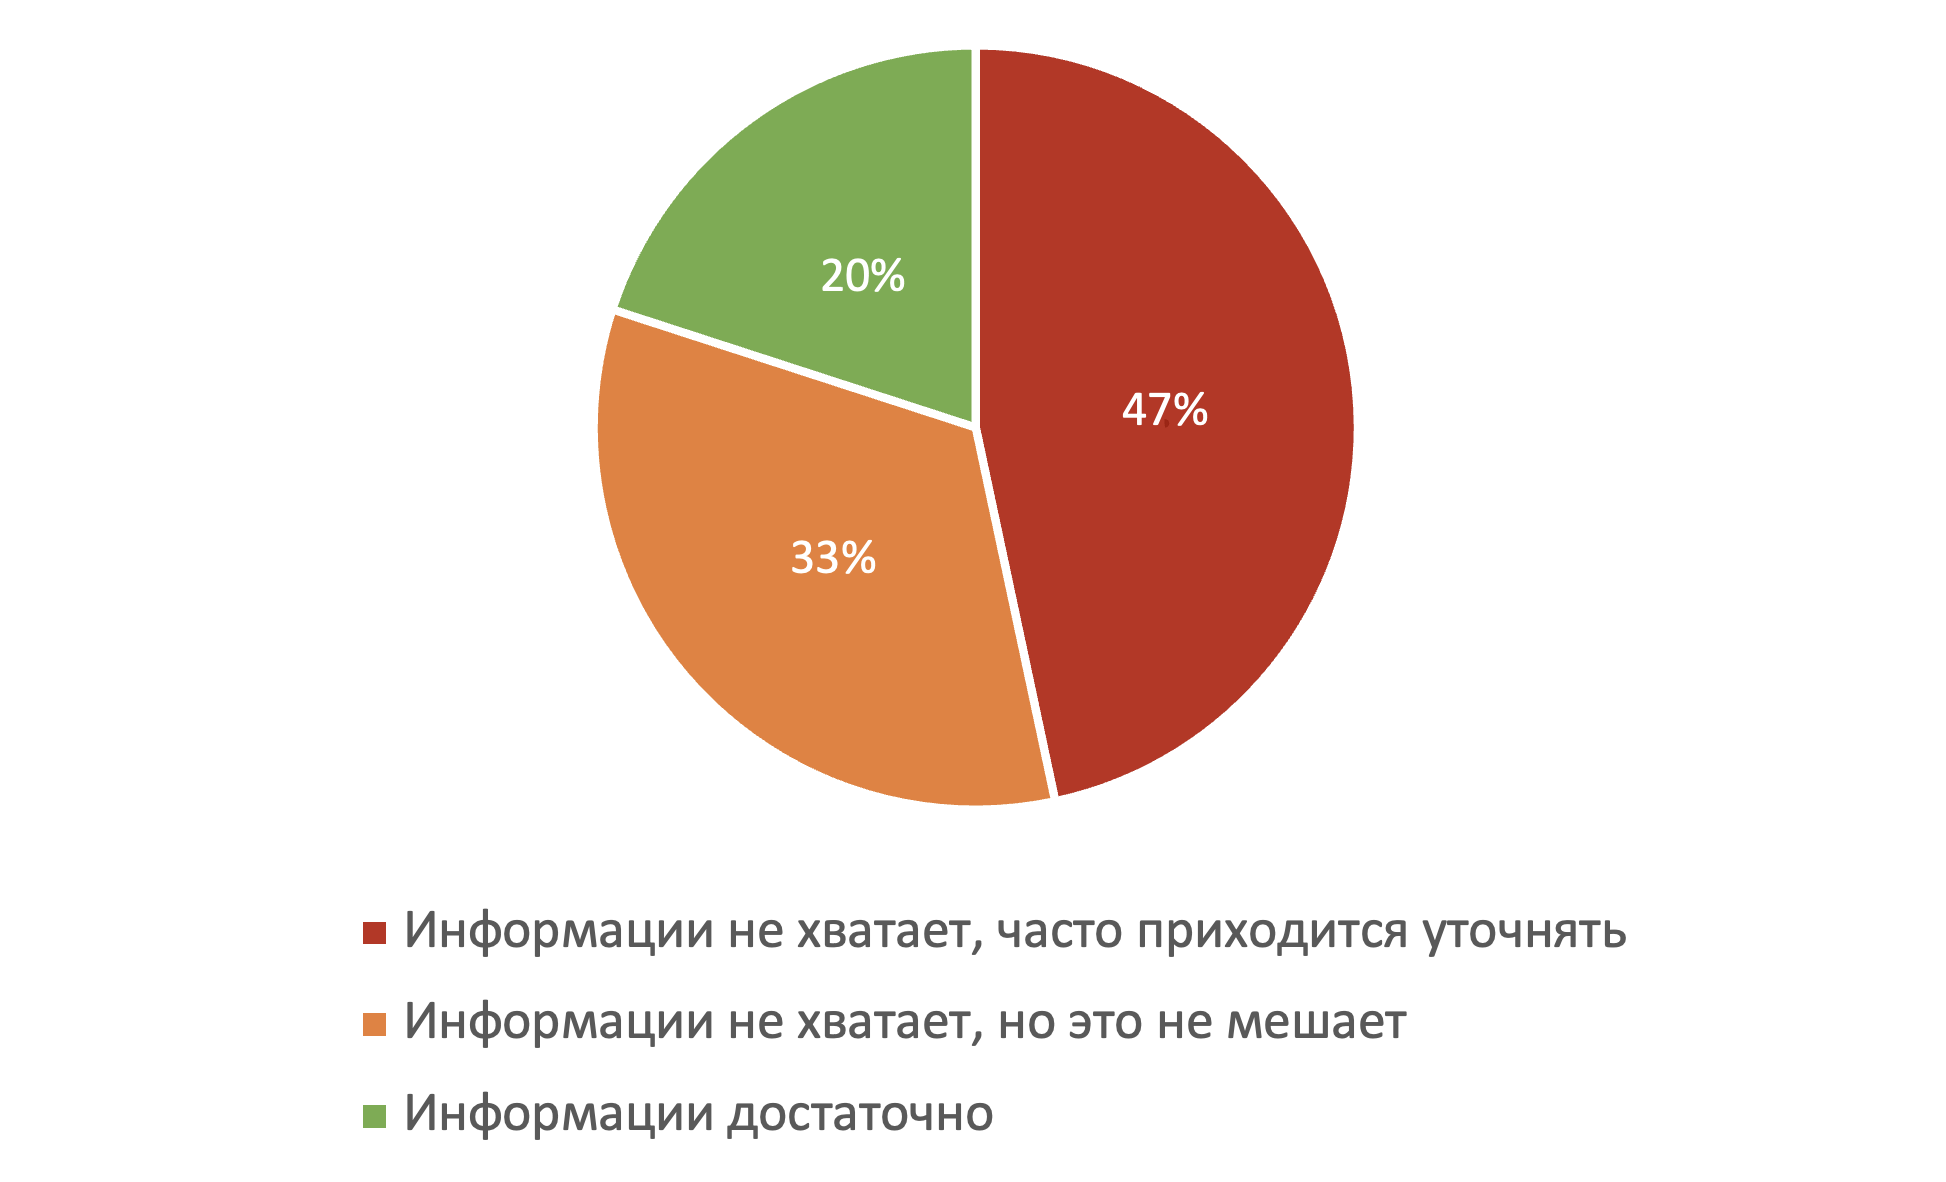 20%
47%
33%
Информации не хватает, часто приходится уточнять
Информации не хватает, но это не мешает
Информации достаточно